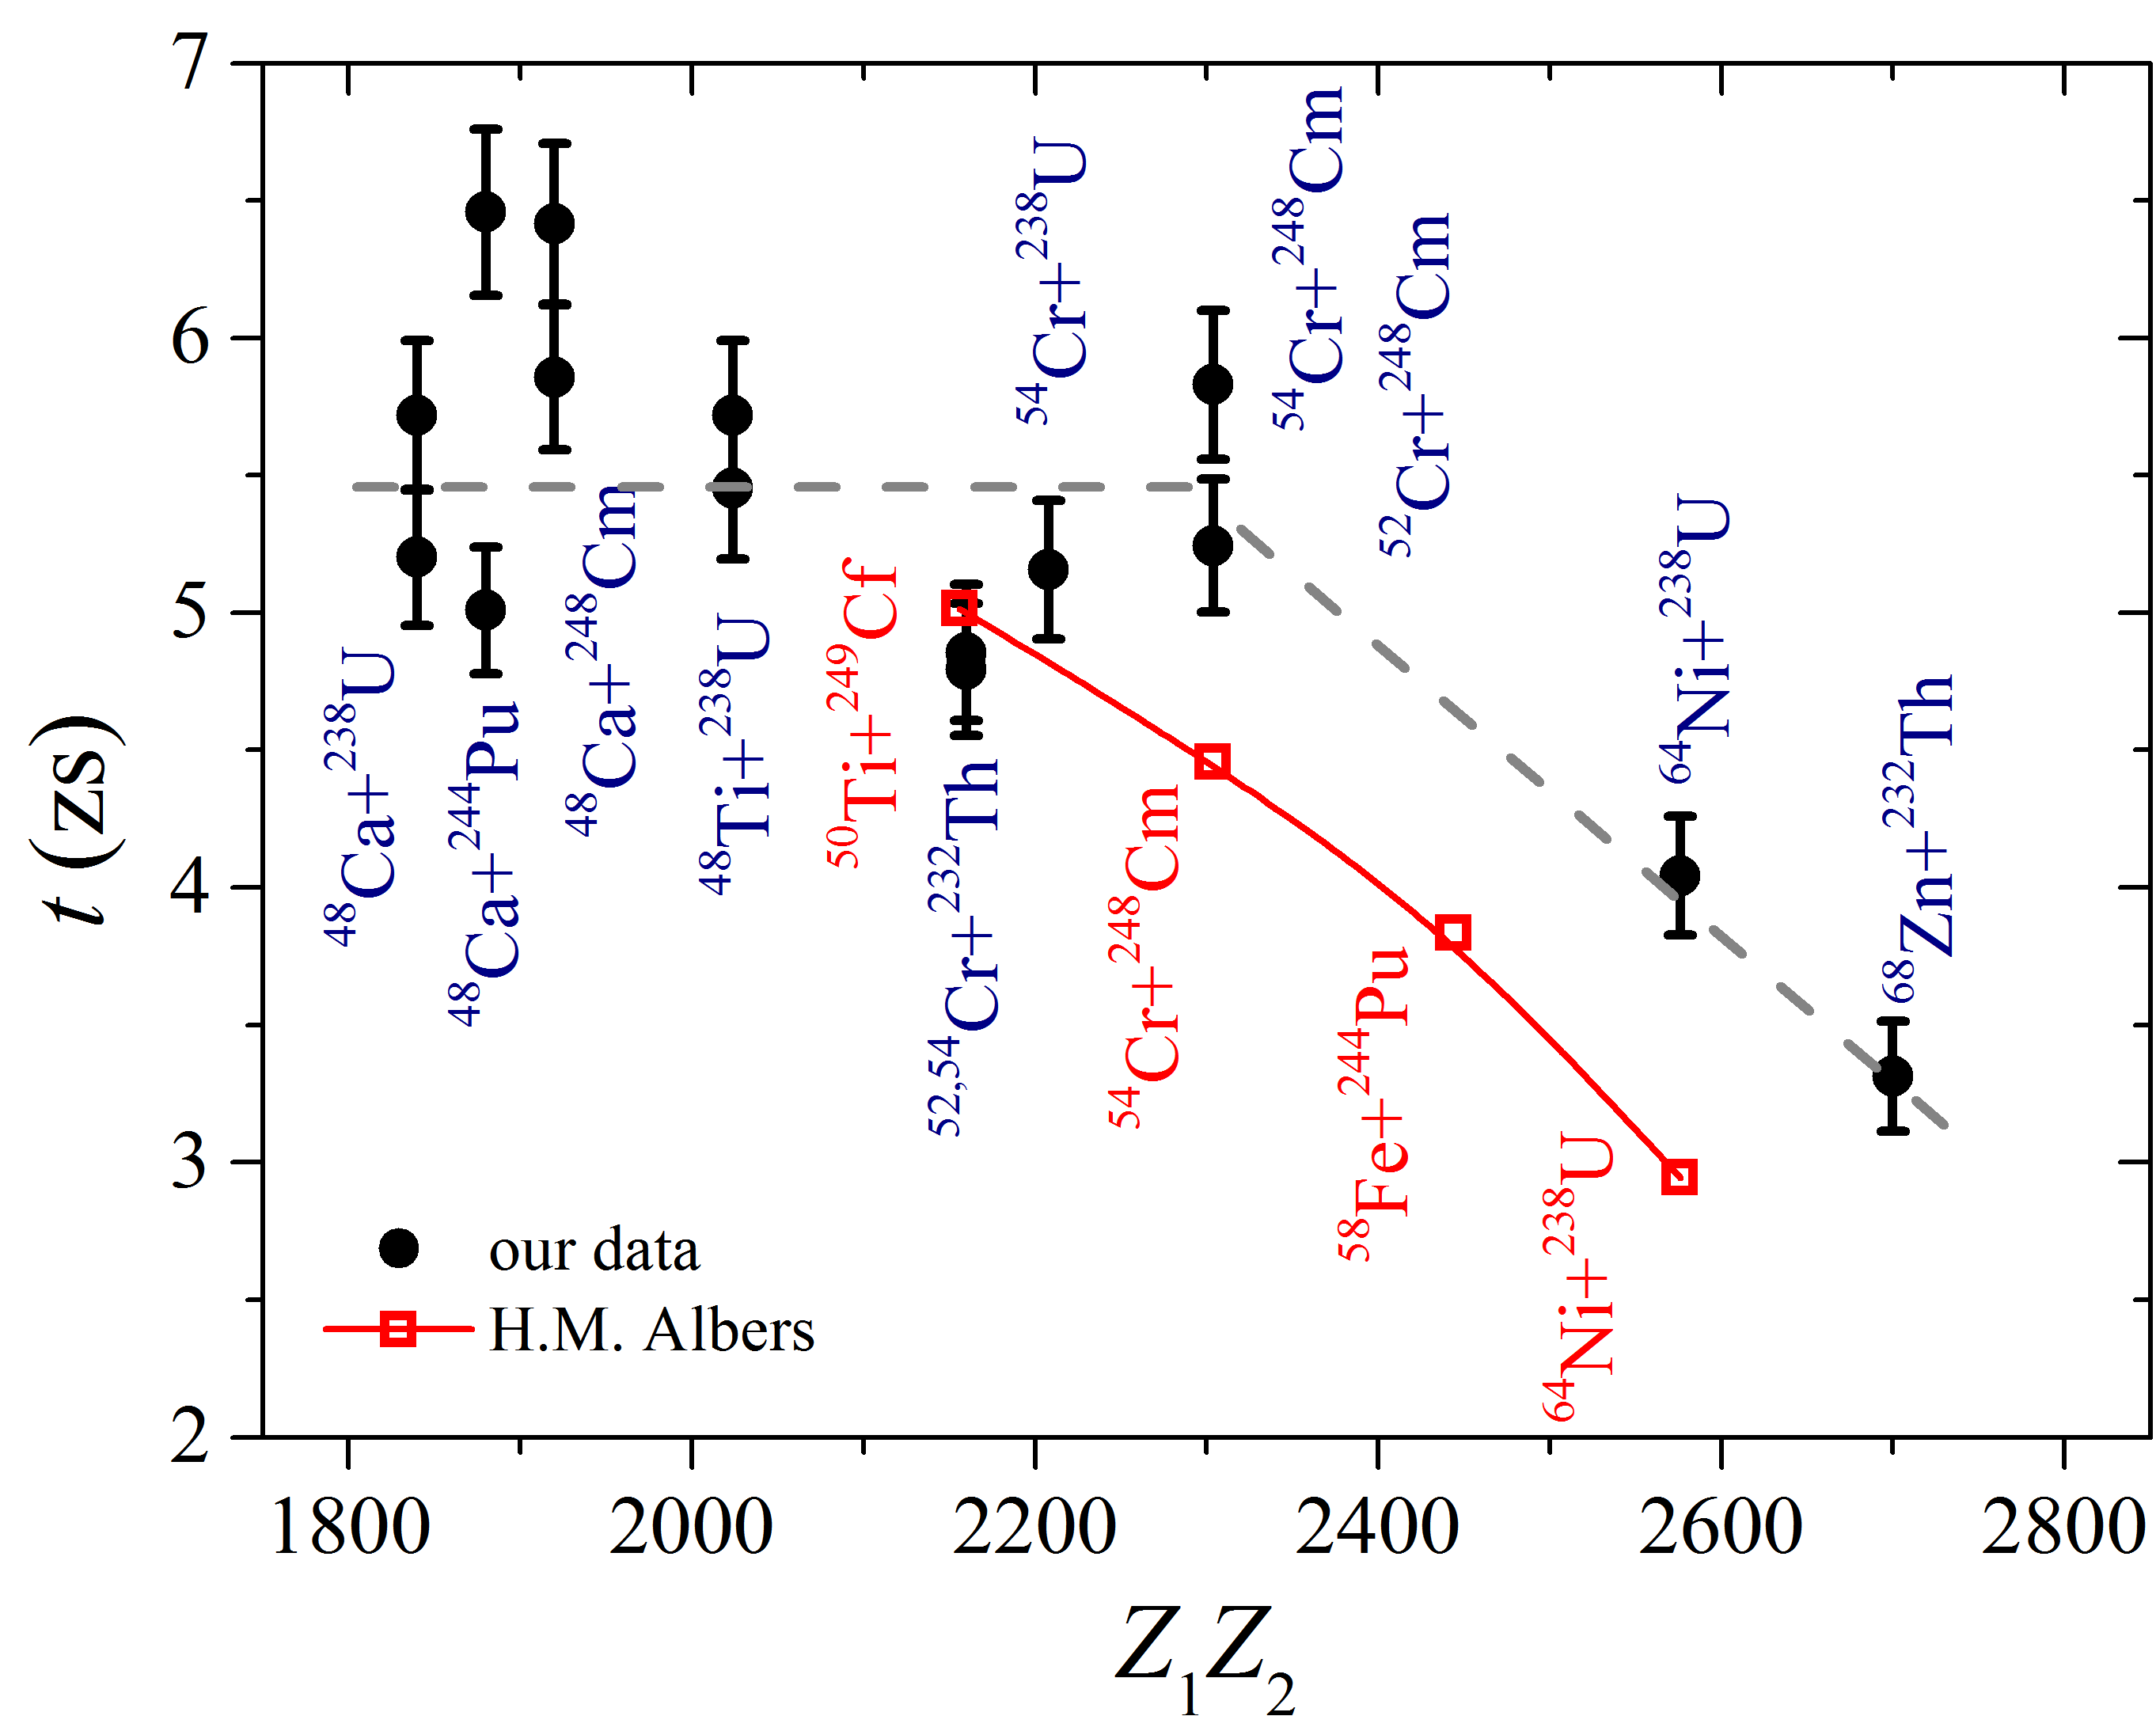 7
6
5
4
3
2
t (zs)
⁴⁸Ca+²³⁸U
⁴⁸Ca+²⁴⁴Pu
⁴⁸Ca+²⁴⁸Cm
⁴⁸Ti+²³⁸U
⁵⁰Ti+²⁴⁹Cf
⁵²,⁵⁴Cr+²³²Th
⁵⁴Cr+²³⁸U
⁵⁴Cr+²⁴⁸Cm
⁵⁴Cr+²⁴⁸Cm
⁵²Cr+²⁴⁸Cm
⁵⁸Fe+²⁴⁴Pu
⁶⁴Ni+²³⁸U
⁶⁴Ni+²³⁸U
⁶⁸Zn+²³²Th
our data
H.M. Albers
1800 2000 2200 2400 2600 2800
Z₁Z₂